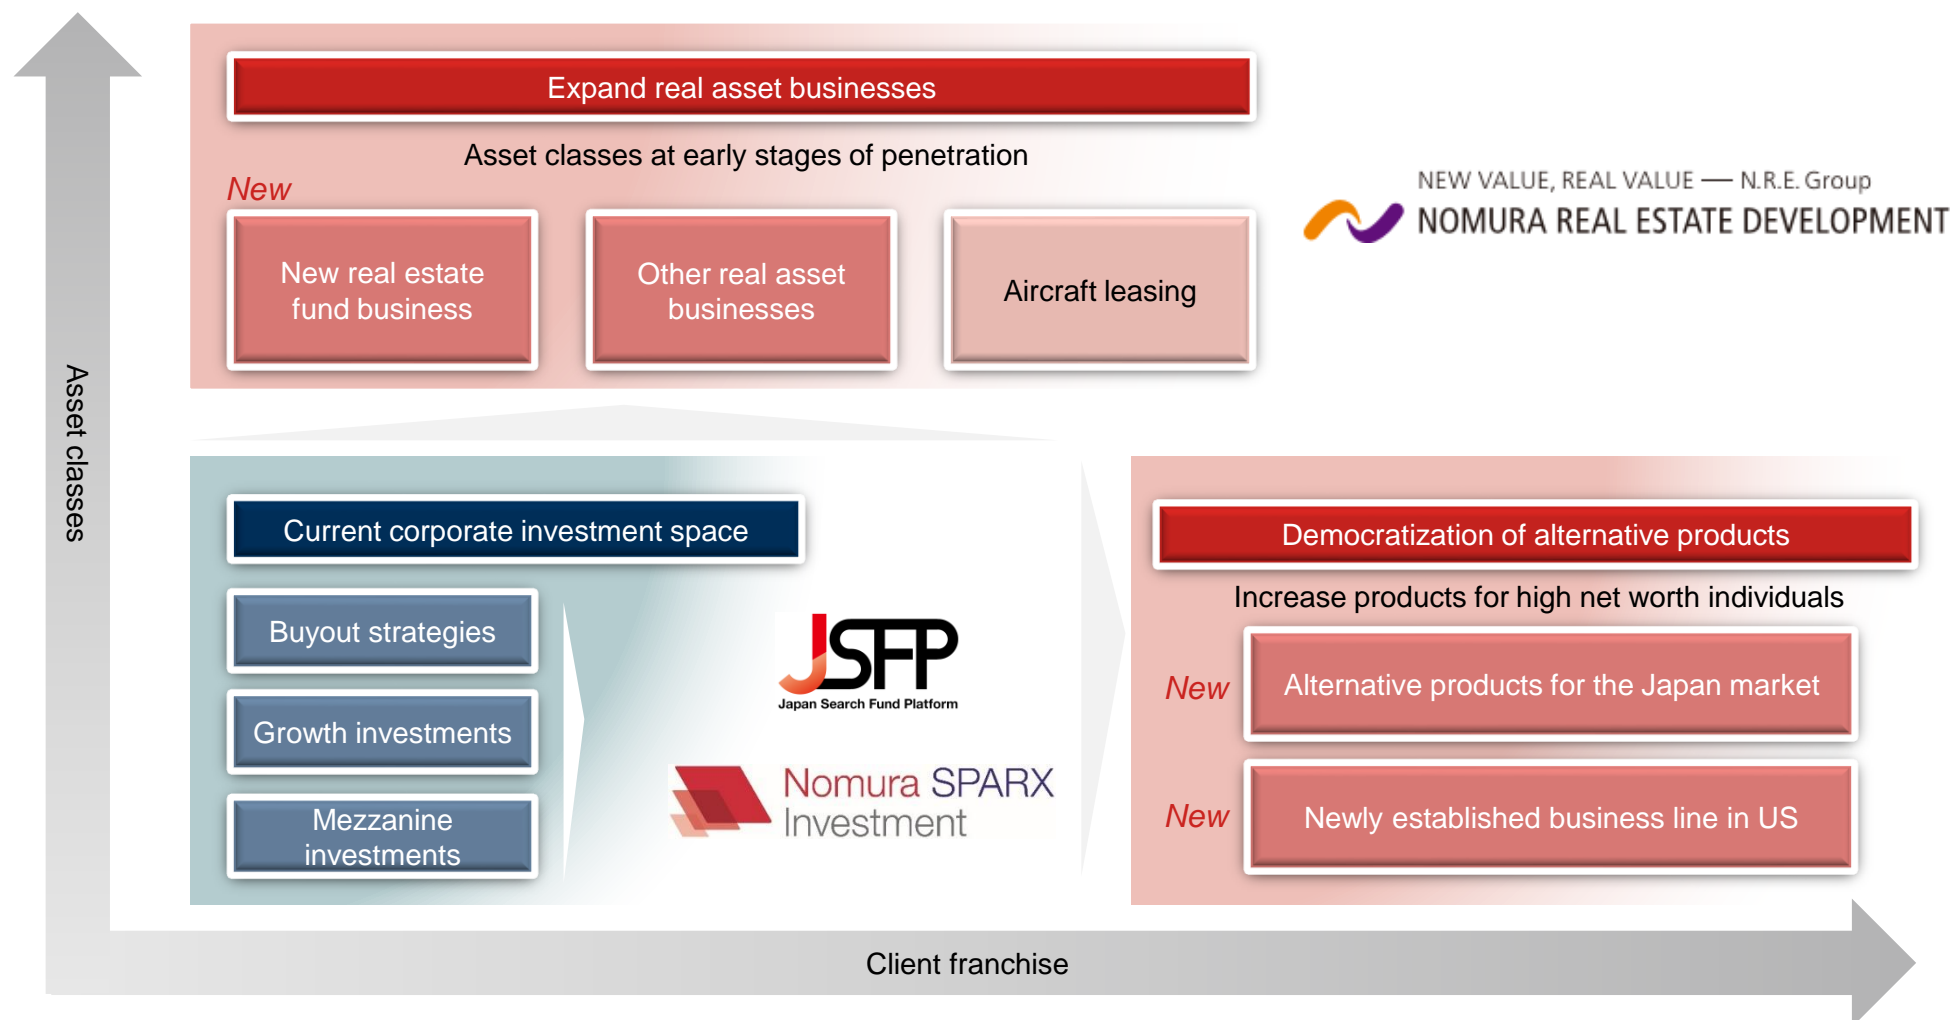 Expand real asset businesses
Asset classes at early stages of penetration
New
New real estate
fund business
Other real asset
businesses
Aircraft leasing
NEW VALUE, REAL VALUE — N.R.E. Group
NOMURA REAL ESTATE DEVELOPMENT
Asset classes
Current corporate investment space
Buyout strategies
Growth investments
Mezzanine
investments
JSFP
Japan Search Fund Platform
Nomura SPARX
Investment
Democratization of alternative products
Increase products for high net worth individuals
New
Alternative products for the Japan market
New
Newly established business line in US
Client franchise